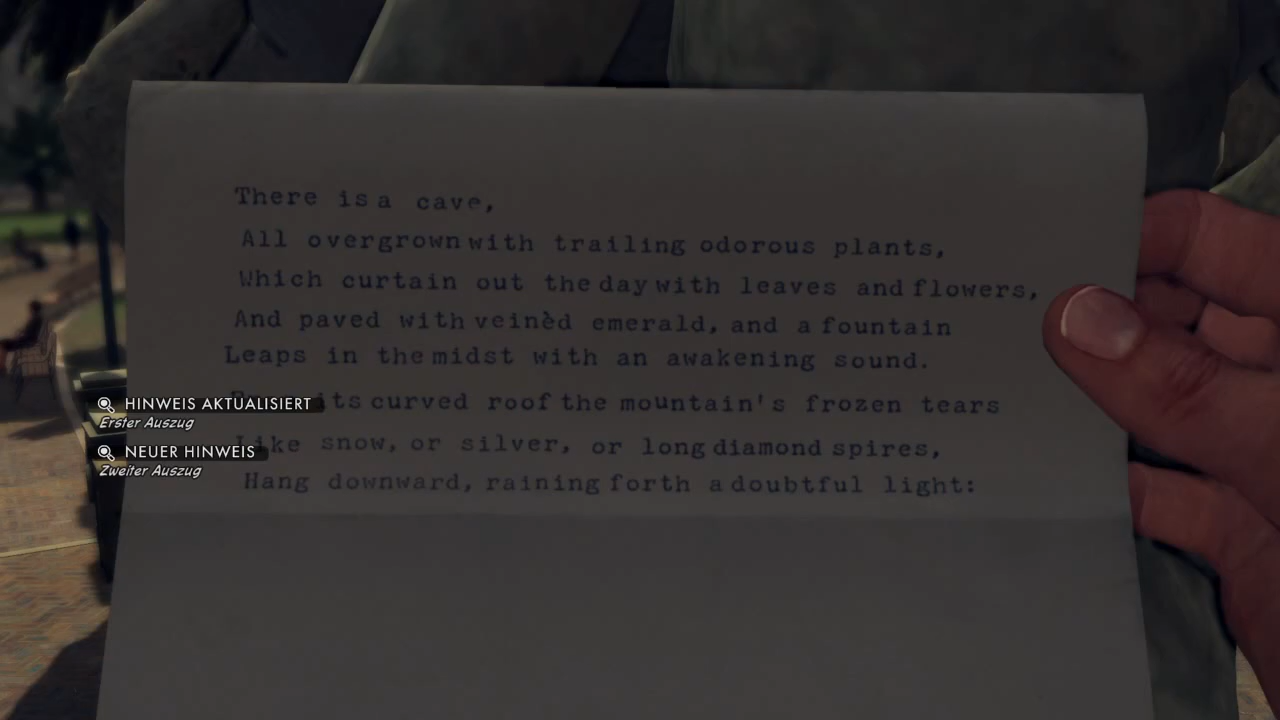 There is a cave,
All overgrown with trailing odorous plants,
Which curtain out the day with leaves and flowers,
And paved with veinèd emerald, and a fountain
Leaps in the midst with an awakening sound.
its curved roof the mountain's frozen tears
Like snow, or silver, or long diamond spires,
Hang downward, raining forth a doubtful light:
HINWEIS AKTUALISIERT
Erster Auszug
NEUER HINWEIS
Zweiter Auszug